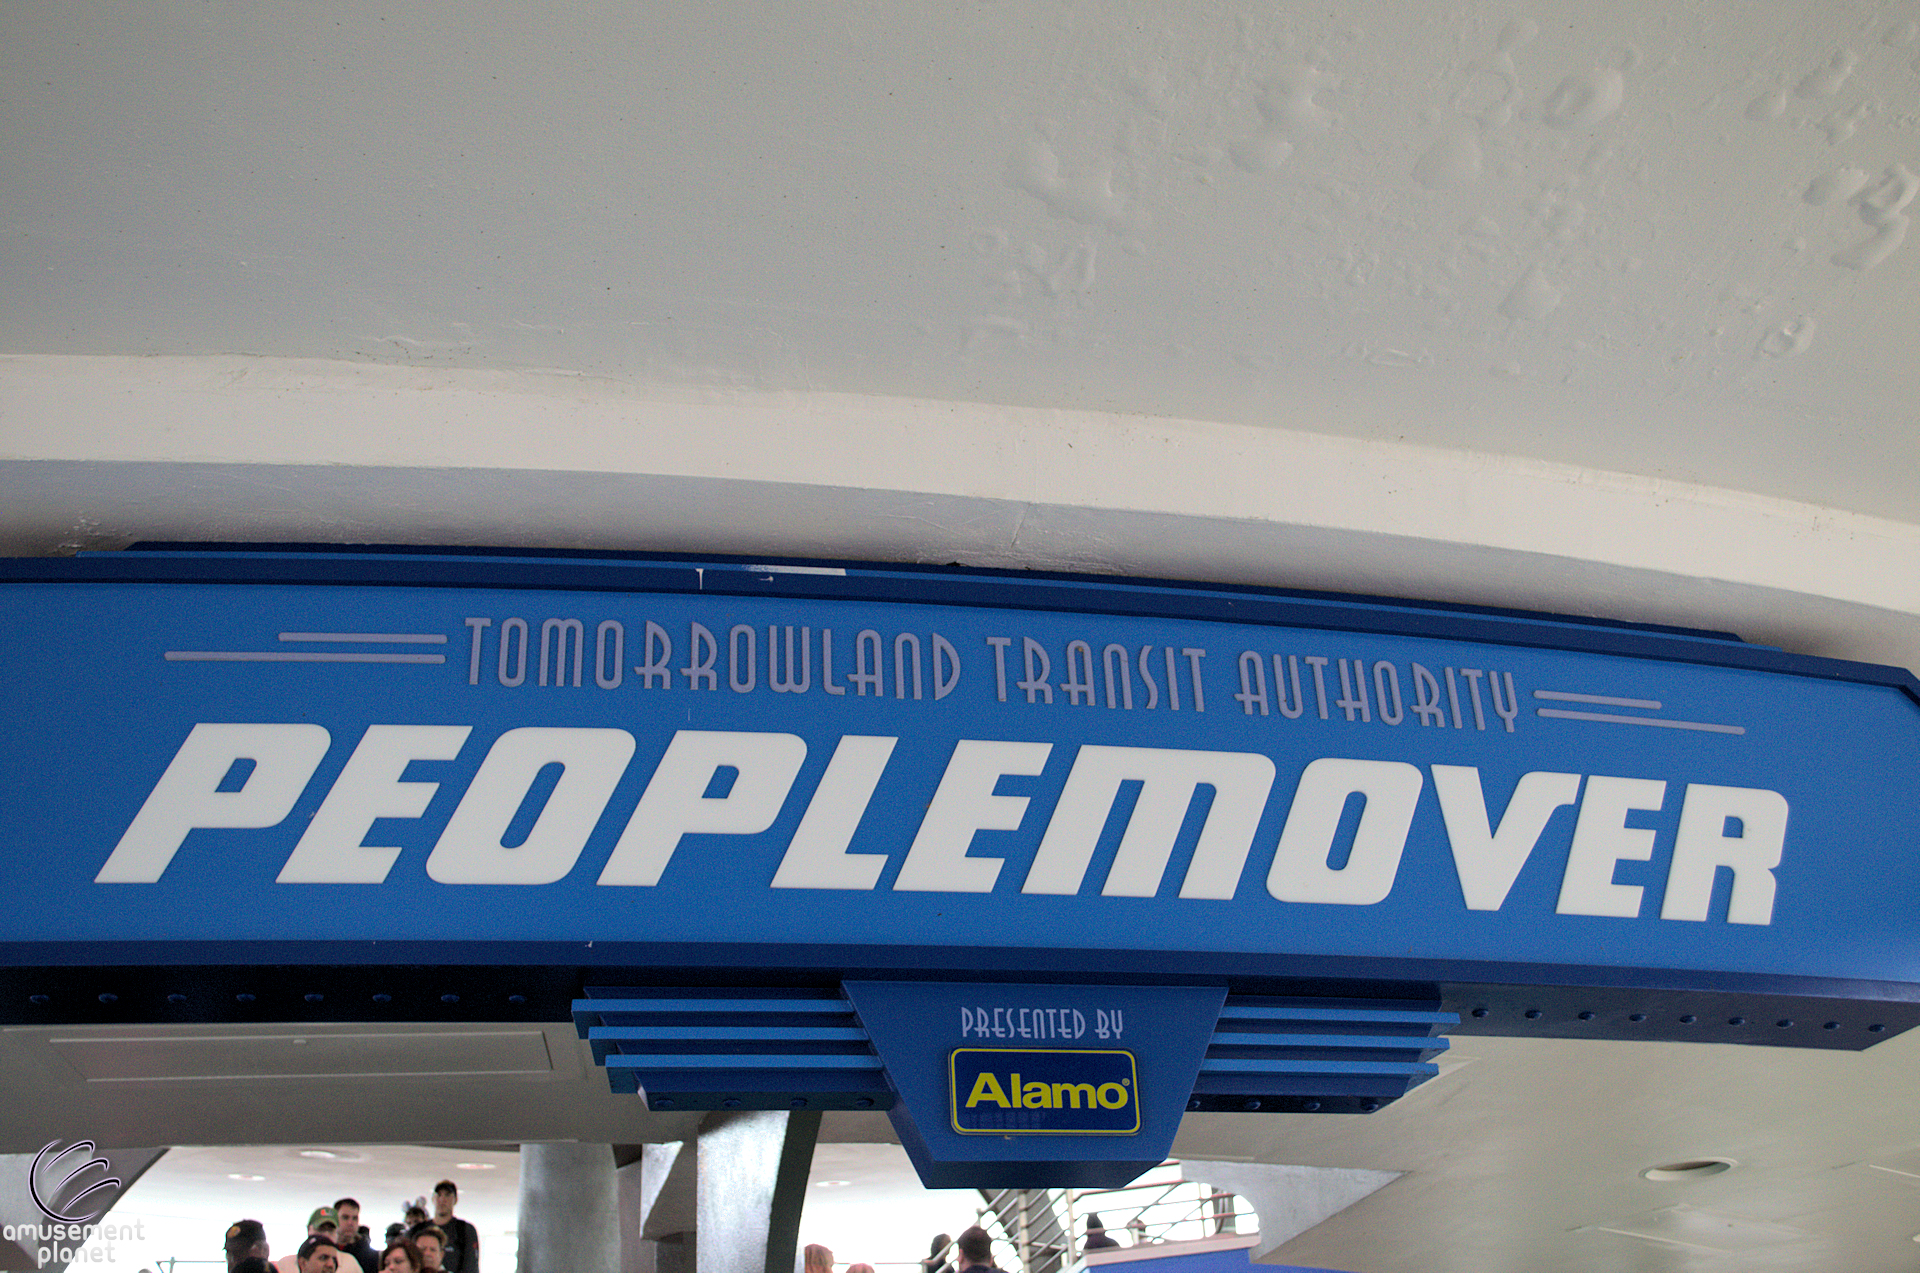 TOMORROWLAND TRANSIT AUTHORITY
PEOPLEMOVER
PRESENTED BY
Alamo®
amusement
planet